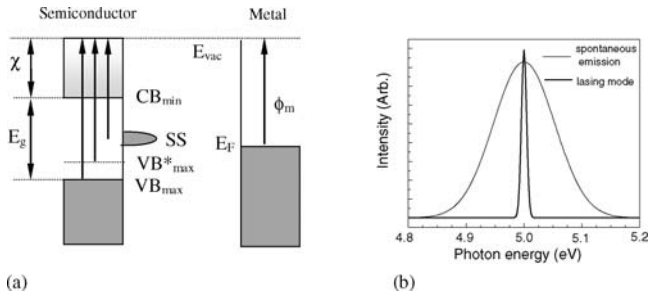 Semiconductor
Metal
E_vac
χ
CB_min
ϕ_m
E_g
SS
E_F
VB*_max
VB_max
(a)
spontaneous
emission
lasing mode
Intensity (Arb.)
4.8 4.9 5.0 5.1 5.2
Photon energy (eV)
(b)